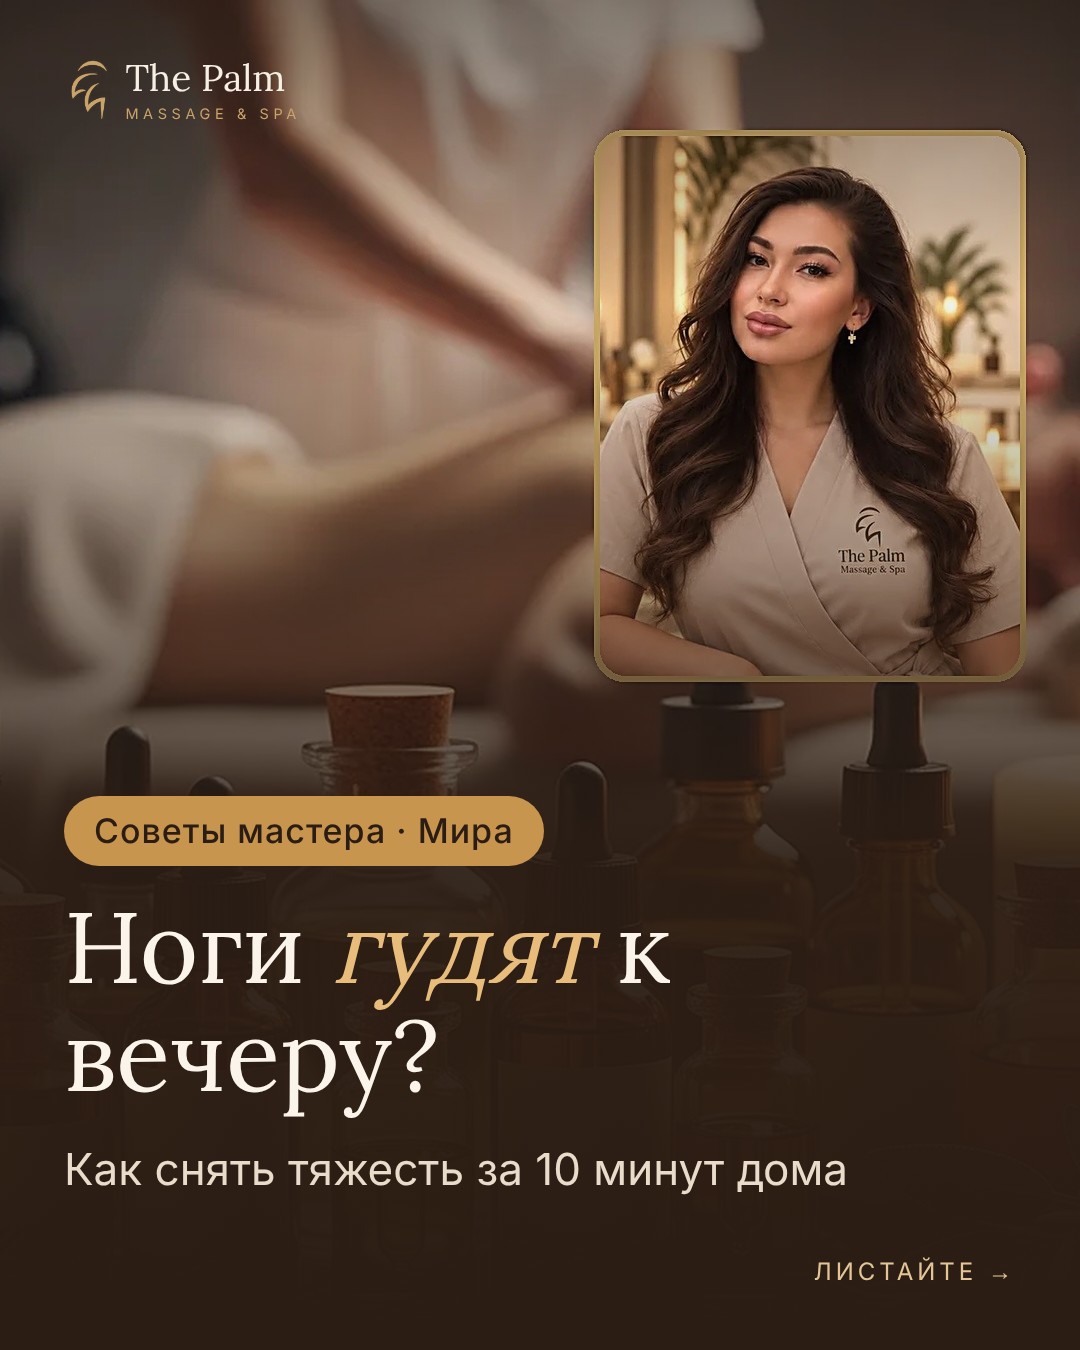 The Palm
MASSAGE & SPA
The Palm
Massage & Spa
Советы мастера · Мира
Ноги гудят к
вечеру?
Как снять тяжесть за 10 минут дома
ЛИСТАЙТЕ →